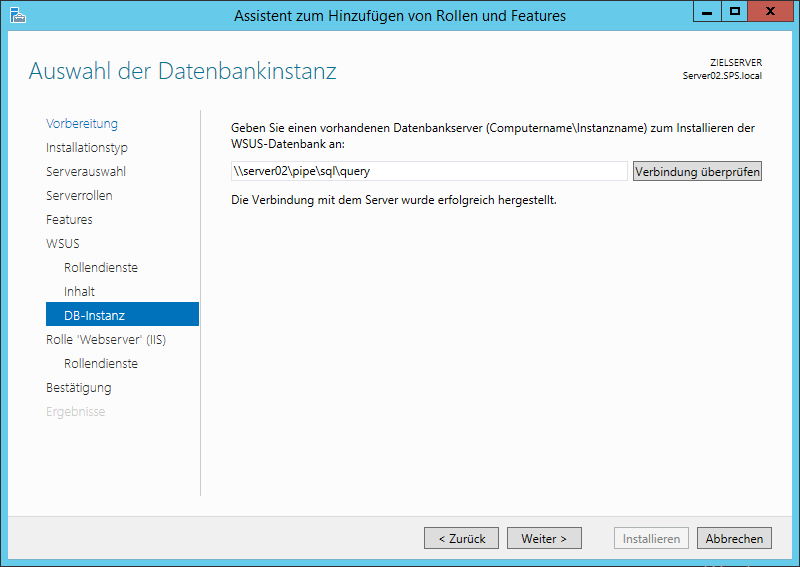 Assistent zum Hinzufügen von Rollen und Features
Auswahl der Datenbankinstanz
ZIELSERVER
Server02.SPS.local
Vorbereitung
Installationstyp
Serverauswahl
Serverrollen
Features
WSUS
Rollendienste
Inhalt
DB-Instanz
Rolle 'Webserver' (IIS)
Rollendienste
Bestätigung
Ergebnisse
Geben Sie einen vorhandenen Datenbankserver (Computername\Instanzname) zum Installieren der
WSUS-Datenbank an:
\\server02\pipe\sql\query
Verbindung überprüfen
Die Verbindung mit dem Server wurde erfolgreich hergestellt.
< Zurück
Weiter >
Installieren
Abbrechen